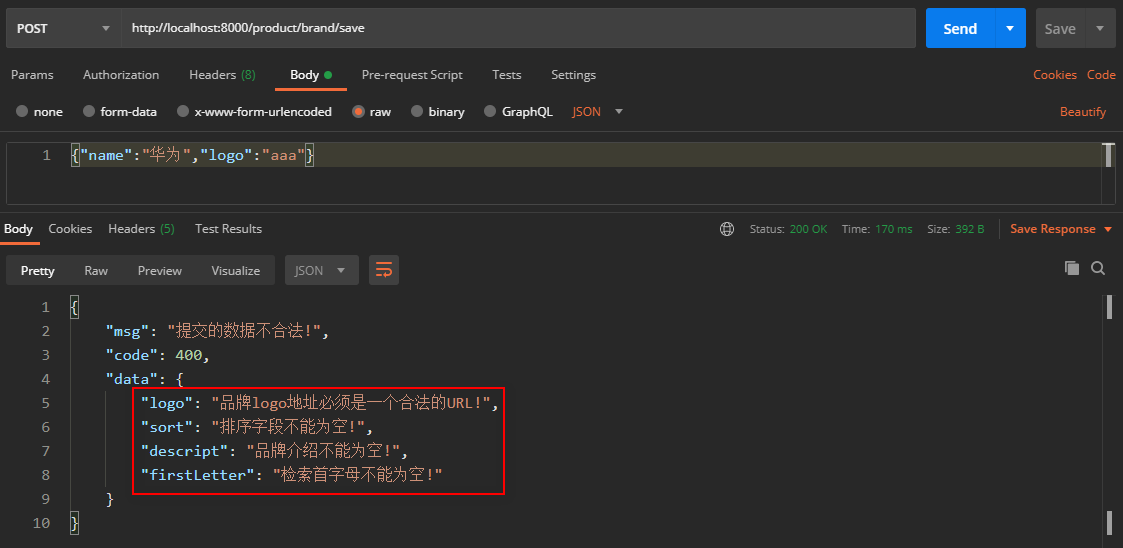 POST http://localhost:8000/product/brand/save Send Save
Params Authorization Headers (8) Body Pre-request Script Tests Settings Cookies Code
none form-data x-www-form-urlencoded raw binary GraphQL JSON Beautify
1 {"name":"华为","logo":"aaa"}
Body Cookies Headers (5) Test Results Status: 200 OK Time: 170 ms Size: 392 B Save Response
Pretty Raw Preview Visualize JSON
1 {
2 "msg": "提交的数据不合法!",
3 "code": 400,
4 "data": {
5 "logo": "品牌logo地址必须是一个合法的URL!",
6 "sort": "排序字段不能为空!",
7 "descript": "品牌介绍不能为空!",
8 "firstLetter": "检索首字母不能为空!"
9 }
10 }